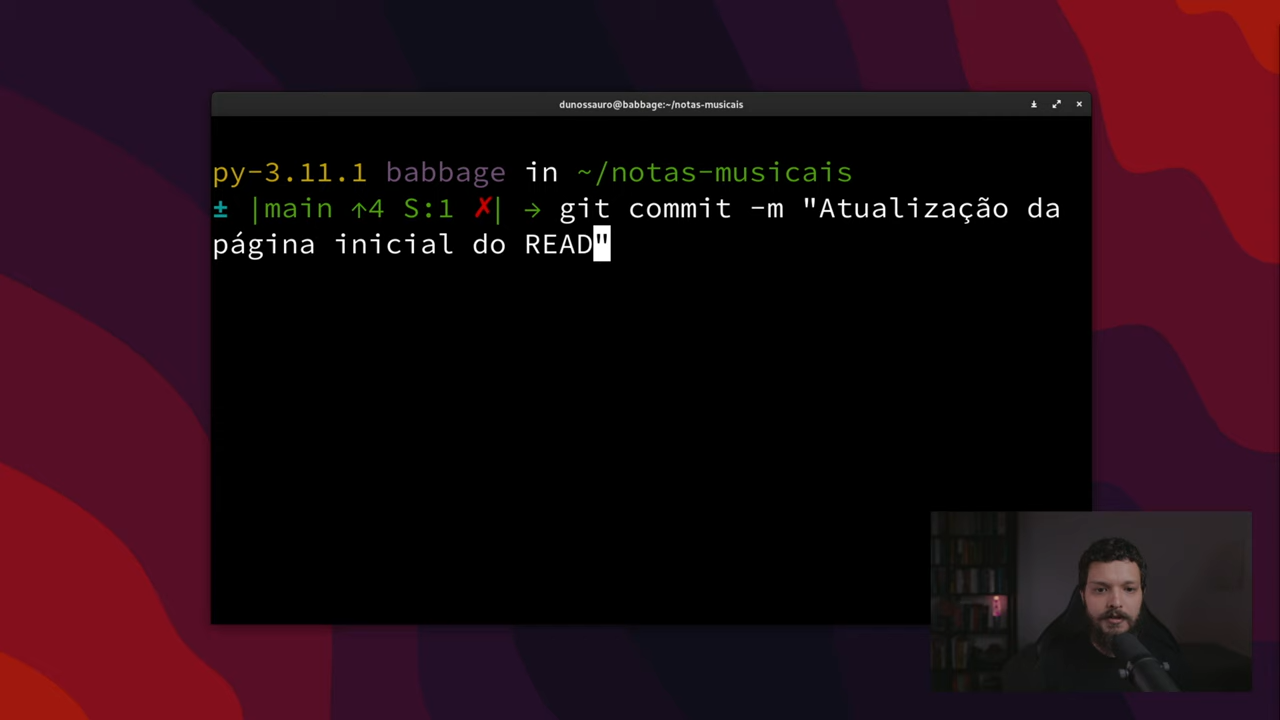 dunossauro@babbage:~/notas-musicais
py-3.11.1 babbage in ~/notas-musicais
± |main ↑4 S:1 ✗| → git commit -m "Atualização da
página inicial do READ"